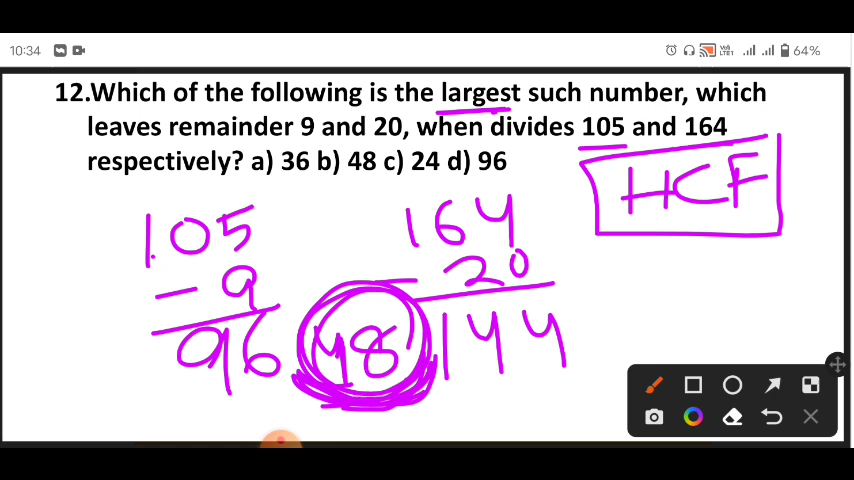 10:34 64%
12.Which of the following is the largest such number, which
leaves remainder 9 and 20, when divides 105 and 164
respectively? a) 36 b) 48 c) 24 d) 96
HCF
105 164
- 9 - 20
96 48 144